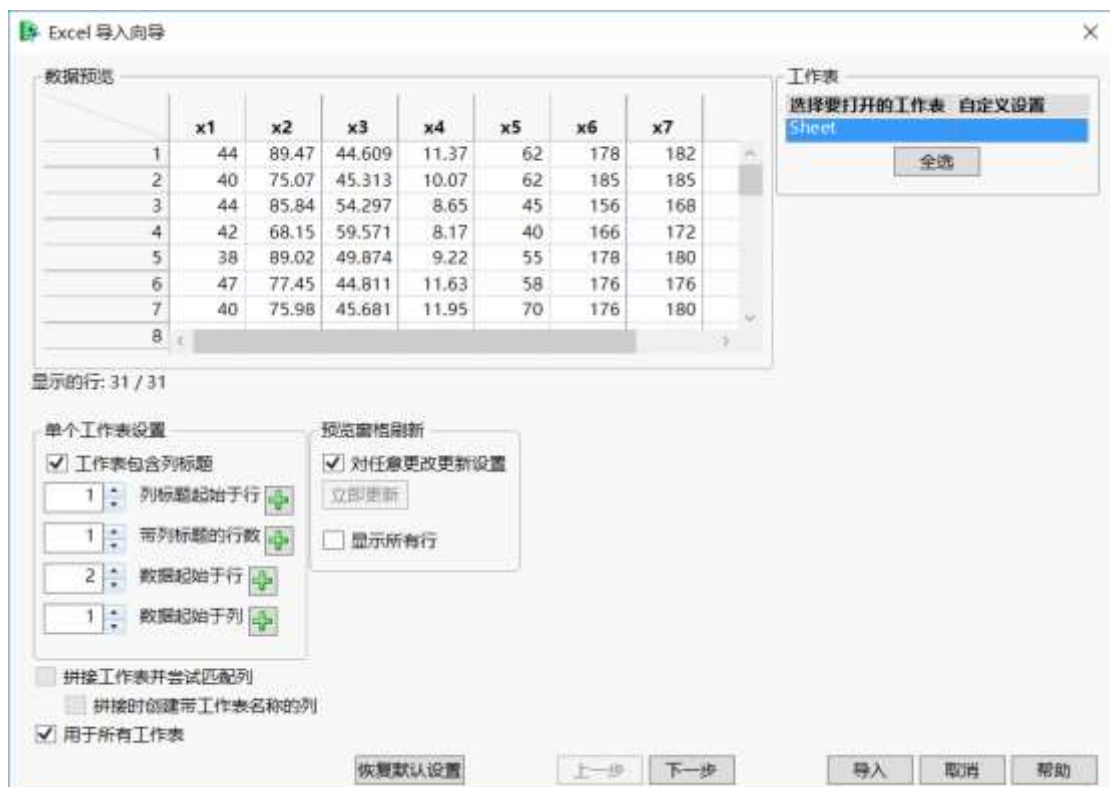 Excel 导入向导
数据预览
x1 x2 x3 x4 x5 x6 x7
1 44 89.47 44.609 11.37 62 178 182
2 40 75.07 45.313 10.07 62 185 185
3 44 85.84 54.297 8.65 45 156 168
4 42 68.15 59.571 8.17 40 166 172
5 38 89.02 49.874 9.22 55 178 180
6 47 77.45 44.811 11.63 58 176 176
7 40 75.98 45.681 11.95 70 176 180
8
工作表
选择要打开的工作表 自定义设置
Sheet
全选
显示的行: 31 / 31
单个工作表设置
工作表包含列标题
1 列标题起始于行
1 带列标题的行数
2 数据起始于行
1 数据起始于列
预览窗格刷新
对任意更改更新设置
立即更新
显示所有行
拼接工作表并尝试匹配列
拼接时创建带工作表名称的列
用于所有工作表
恢复默认设置 上一步 下一步 导入 取消 帮助